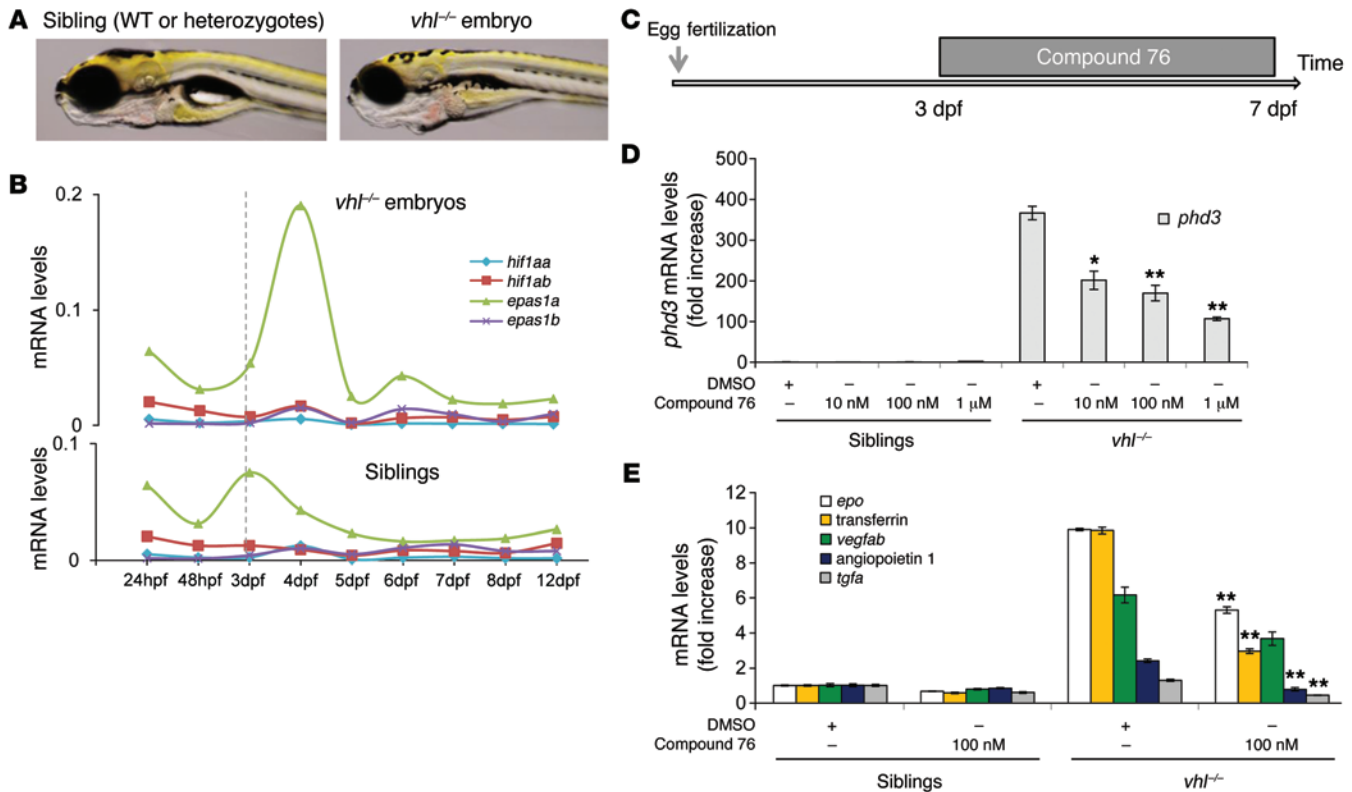 A
Sibling (WT or heterozygotes)
vhl–/– embryo
B
0.2
0.1
0
mRNA levels
vhl–/– embryos
hif1aa
hif1ab
epas1a
epas1b
0.1
0
mRNA levels
Siblings
24hpf 48hpf 3dpf 4dpf 5dpf 6dpf 7dpf 8dpf 12dpf
C
Egg fertilization
Compound 76
Time
3 dpf 7 dpf
D
500
400
300
200
100
0
phd3 mRNA levels
(fold increase)
phd3
* ** **
DMSO + – – – + – – –
Compound 76 – 10 nM 100 nM 1 μM – 10 nM 100 nM 1 μM
Siblings vhl–/–
E
12
10
8
6
4
2
0
mRNA levels
(fold increase)
epo
transferrin
vegfab
angiopoietin 1
tgfa
** ** ** **
DMSO + – + –
Compound 76 – 100 nM – 100 nM
Siblings vhl–/–